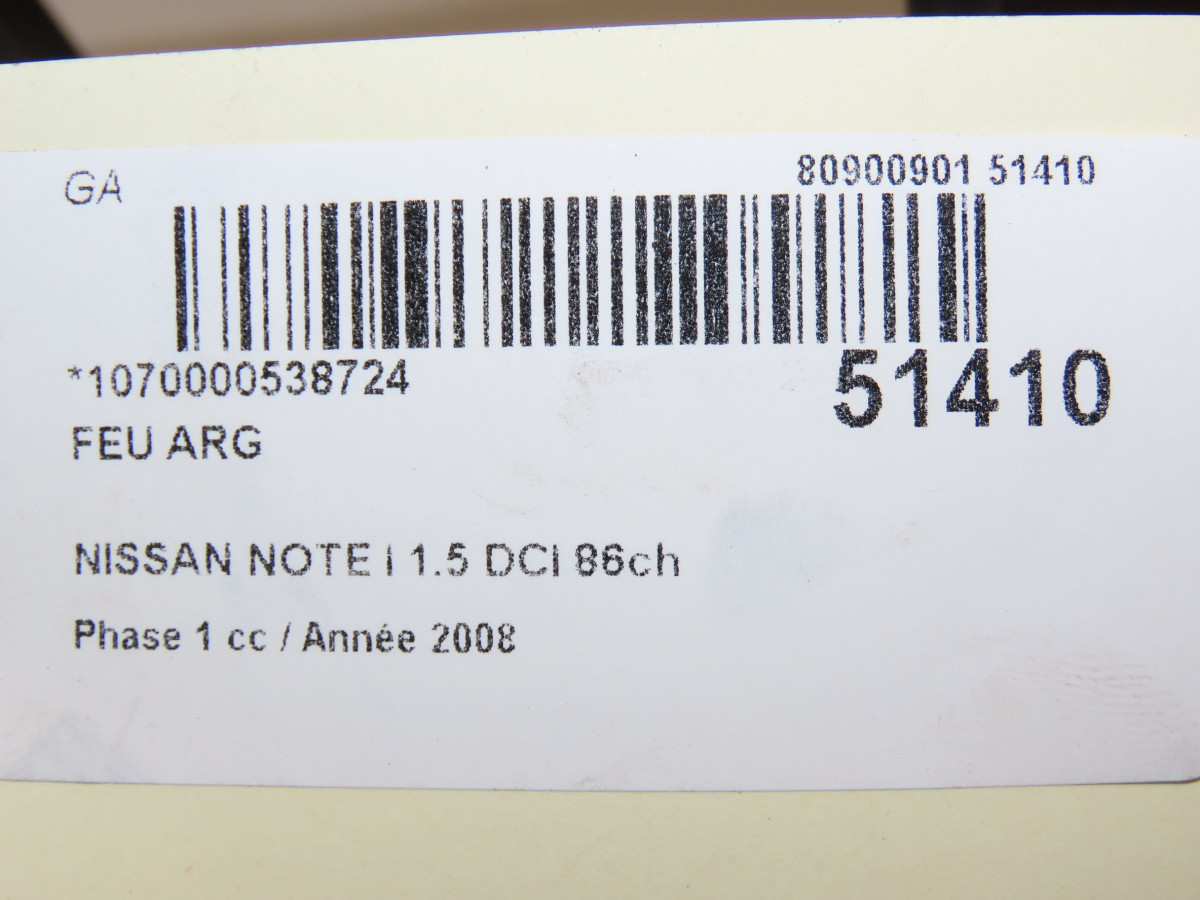 GA
80900901 51410
*1070000538724
51410
FEU ARG
NISSAN NOTE I 1.5 DCI 86ch
Phase 1 cc / Année 2008